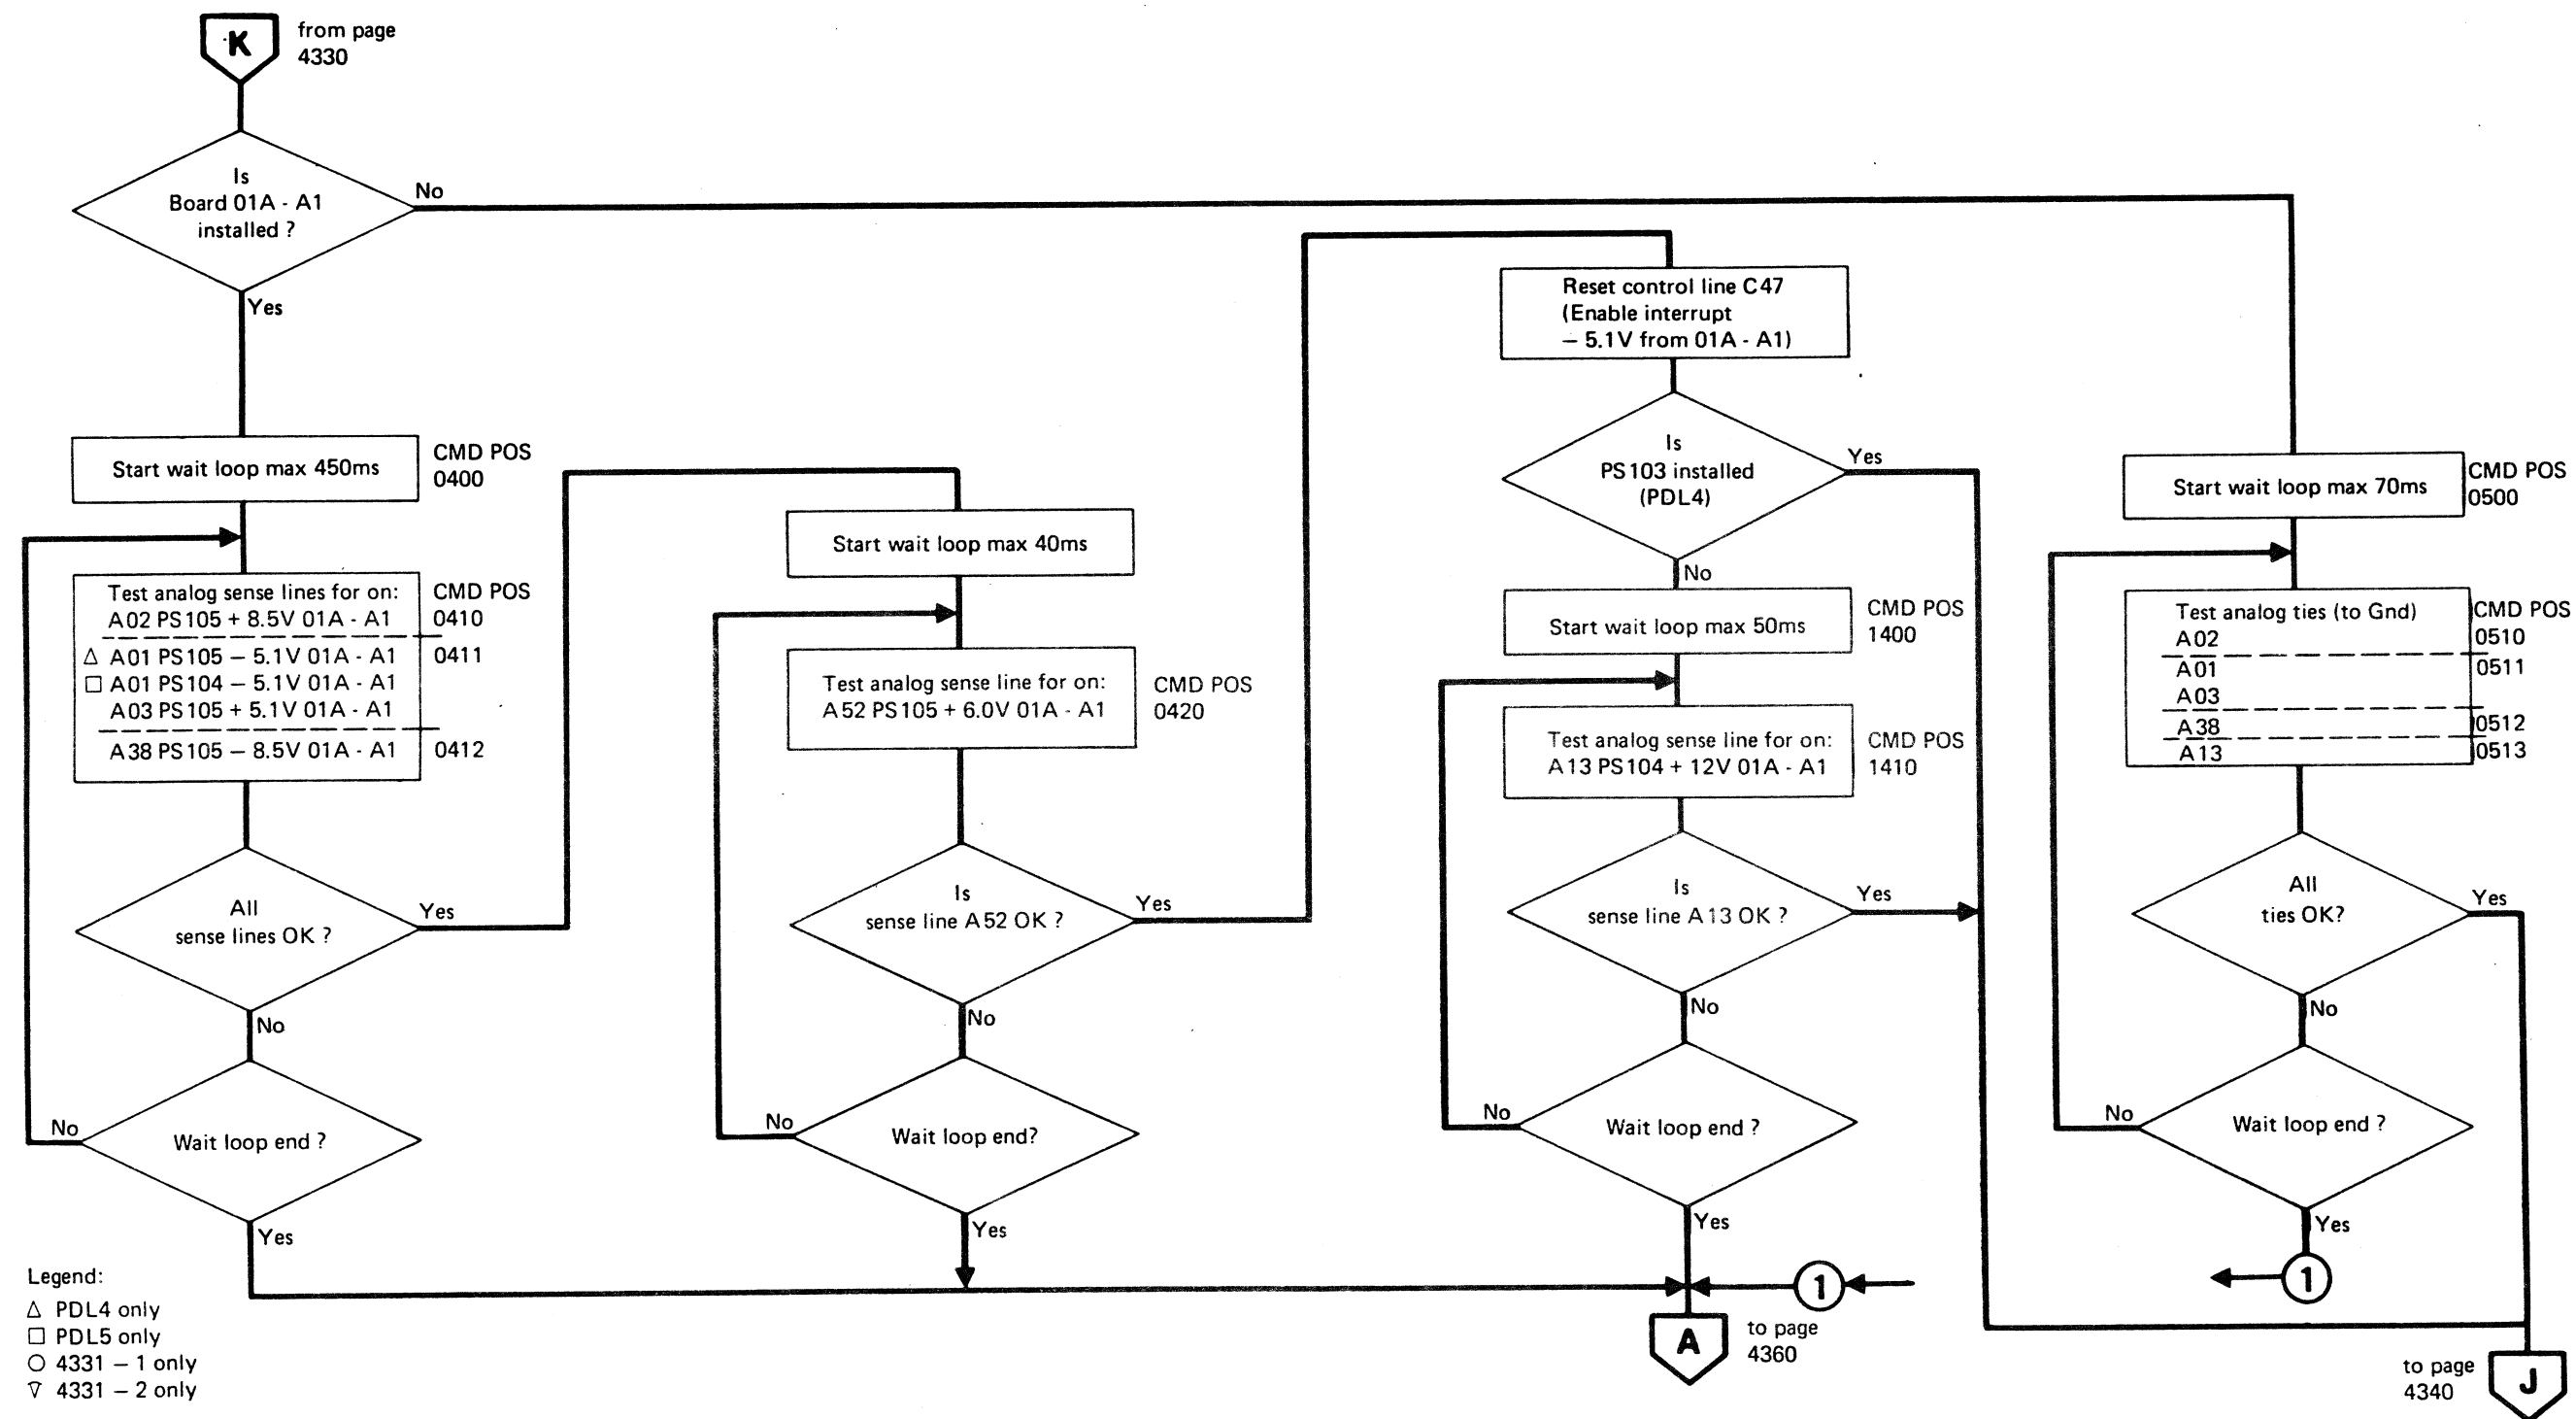 K
from page
4330
Is
Board 01A - A1
installed ?
No
Yes
Start wait loop max 450ms
CMD POS
0400
Test analog sense lines for on:
A02 PS105 + 8.5V 01A - A1
△ A01 PS105 – 5.1V 01A - A1
□ A01 PS104 – 5.1V 01A - A1
A03 PS105 + 5.1V 01A - A1
A38 PS105 – 8.5V 01A - A1
CMD POS
0410
0411
0412
All
sense lines OK ?
Yes
No
Wait loop end ?
No
Yes
Start wait loop max 40ms
Test analog sense line for on:
A52 PS105 + 6.0V 01A - A1
CMD POS
0420
Is
sense line A52 OK ?
Yes
No
Wait loop end?
No
Yes
Reset control line C47
(Enable interrupt
– 5.1V from 01A - A1)
Is
PS103 installed
(PDL4)
Yes
No
Start wait loop max 50ms
CMD POS
1400
Test analog sense line for on:
A13 PS104 + 12V 01A - A1
CMD POS
1410
Is
sense line A13 OK ?
Yes
No
Wait loop end ?
No
Yes
1
A
to page
4360
Start wait loop max 70ms
CMD POS
0500
Test analog ties (to Gnd)
A02
A01
A03
A38
A13
CMD POS
0510
0511
0512
0513
All
ties OK?
Yes
No
Wait loop end ?
No
Yes
1
to page
4340
J
Legend:
△ PDL4 only
□ PDL5 only
○ 4331 – 1 only
▽ 4331 – 2 only